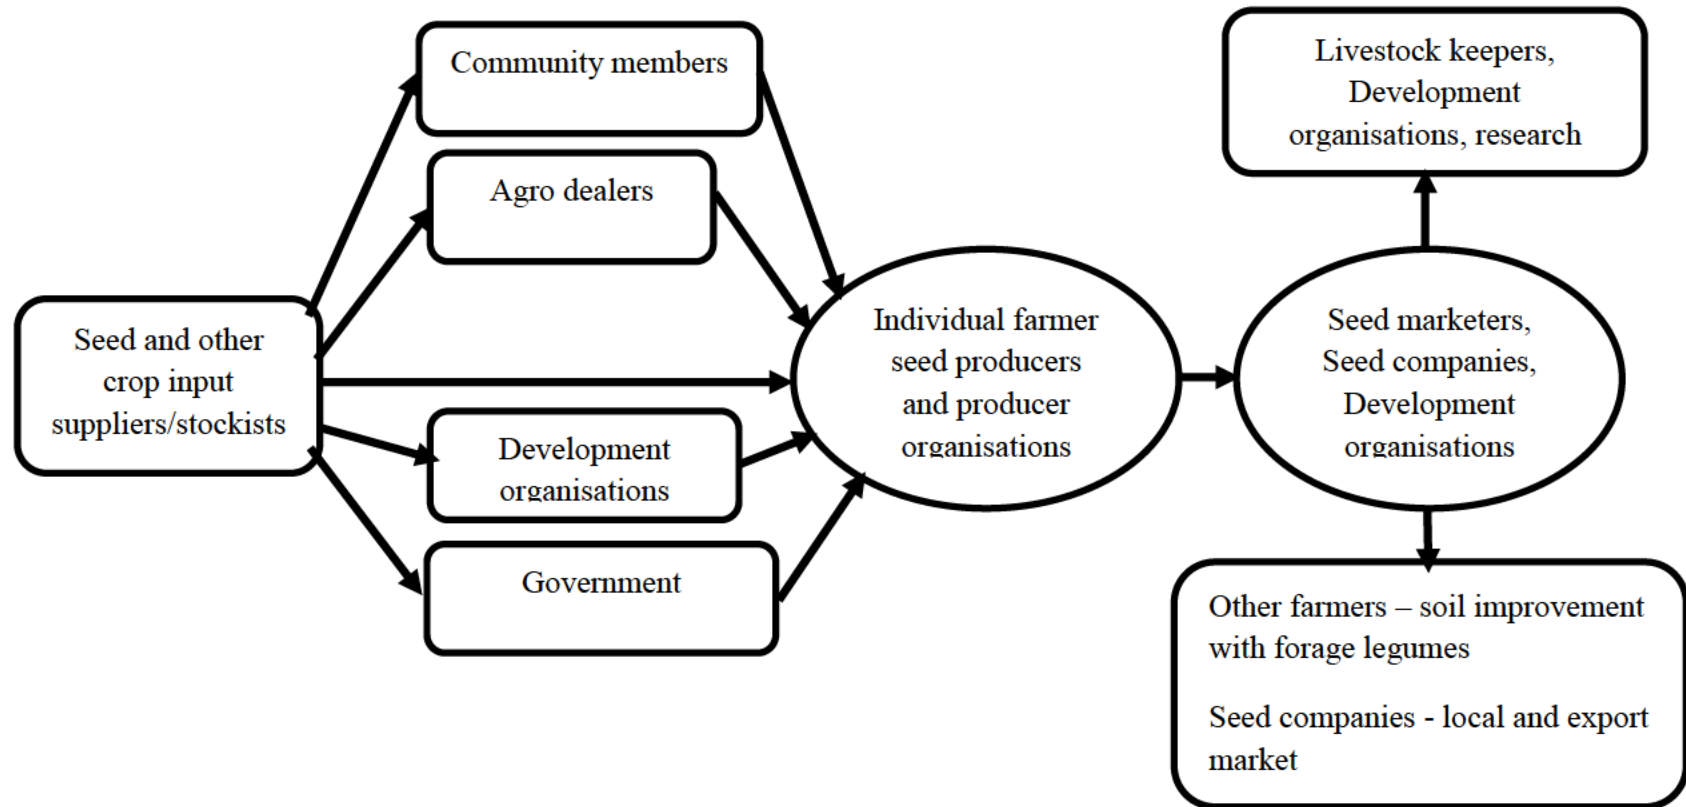 Community members
Agro dealers
Seed and other
crop input
suppliers/stockists
Development
organisations
Government
Individual farmer
seed producers
and producer
organisations
Livestock keepers,
Development
organisations, research
Seed marketers,
Seed companies,
Development
organisations
Other farmers – soil improvement
with forage legumes
Seed companies - local and export
market